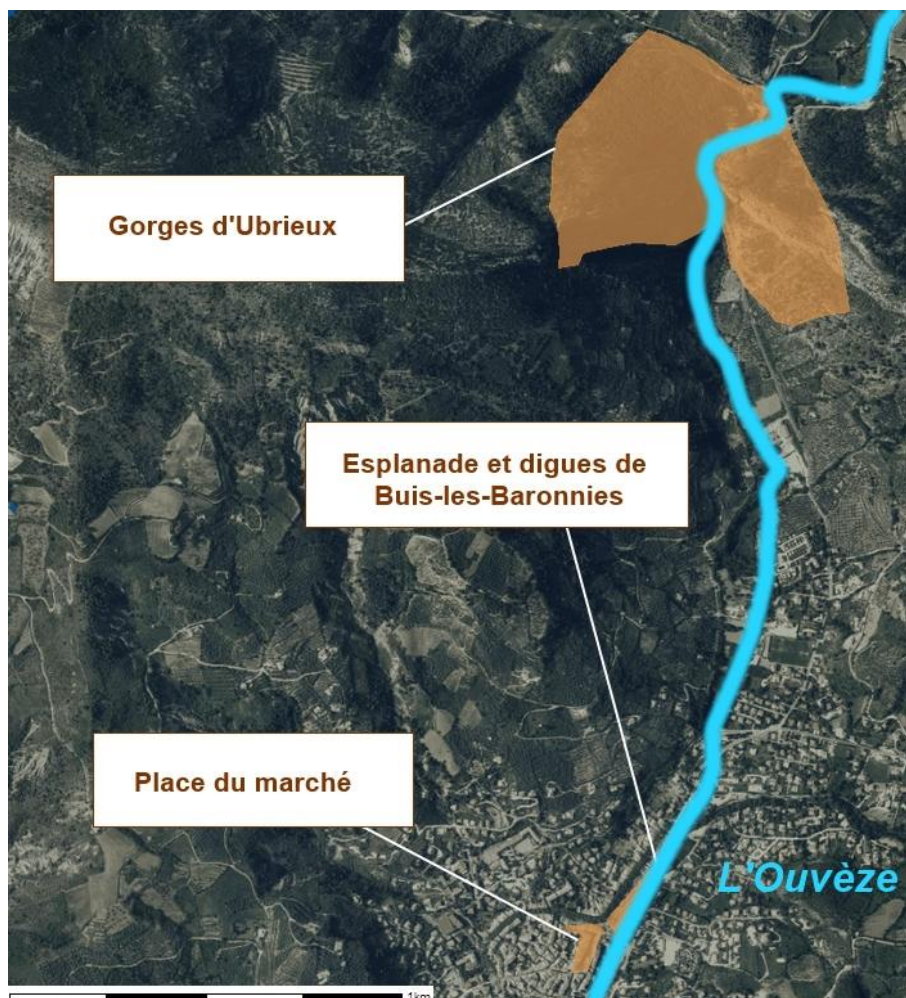 Gorges d'Ubrieux
Esplanade et digues de
Buis-les-Baronnies
Place du marché
L'Ouvèze
1km